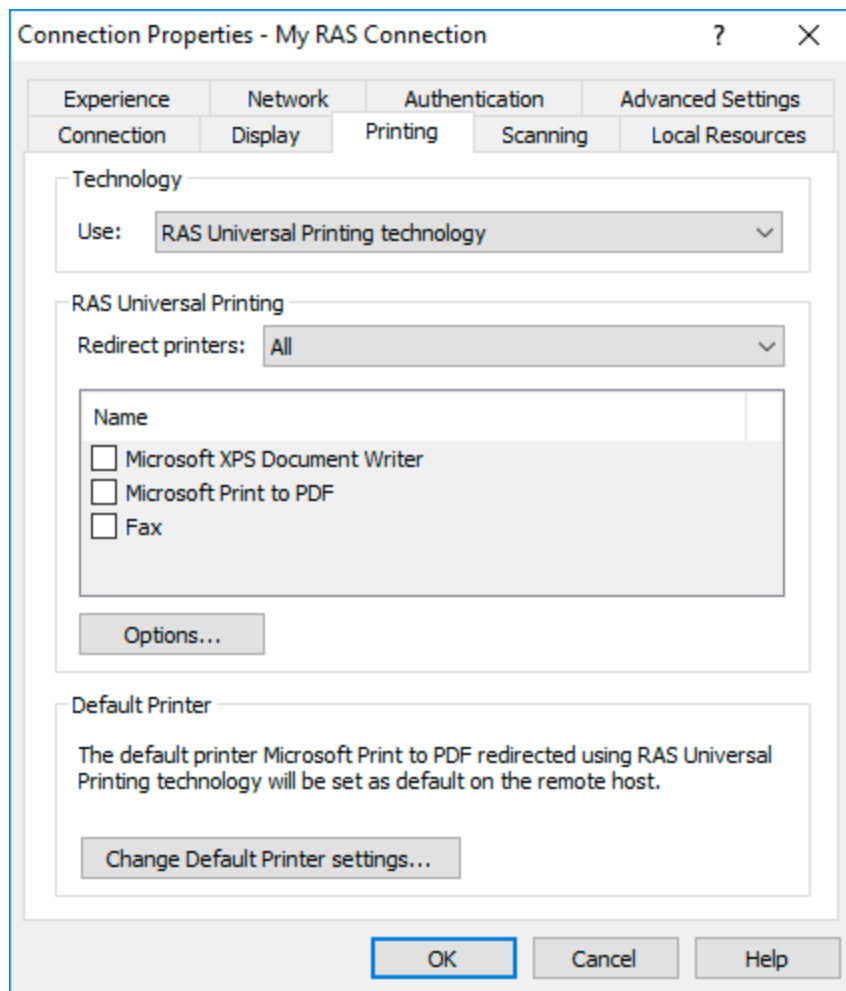 Connection Properties - My RAS Connection ? ×
Experience Network Authentication Advanced Settings
Connection Display Printing Scanning Local Resources
Technology
Use: RAS Universal Printing technology
RAS Universal Printing
Redirect printers: All
Name
Microsoft XPS Document Writer
Microsoft Print to PDF
Fax
Options...
Default Printer
The default printer Microsoft Print to PDF redirected using RAS Universal
Printing technology will be set as default on the remote host.
Change Default Printer settings...
OK Cancel Help